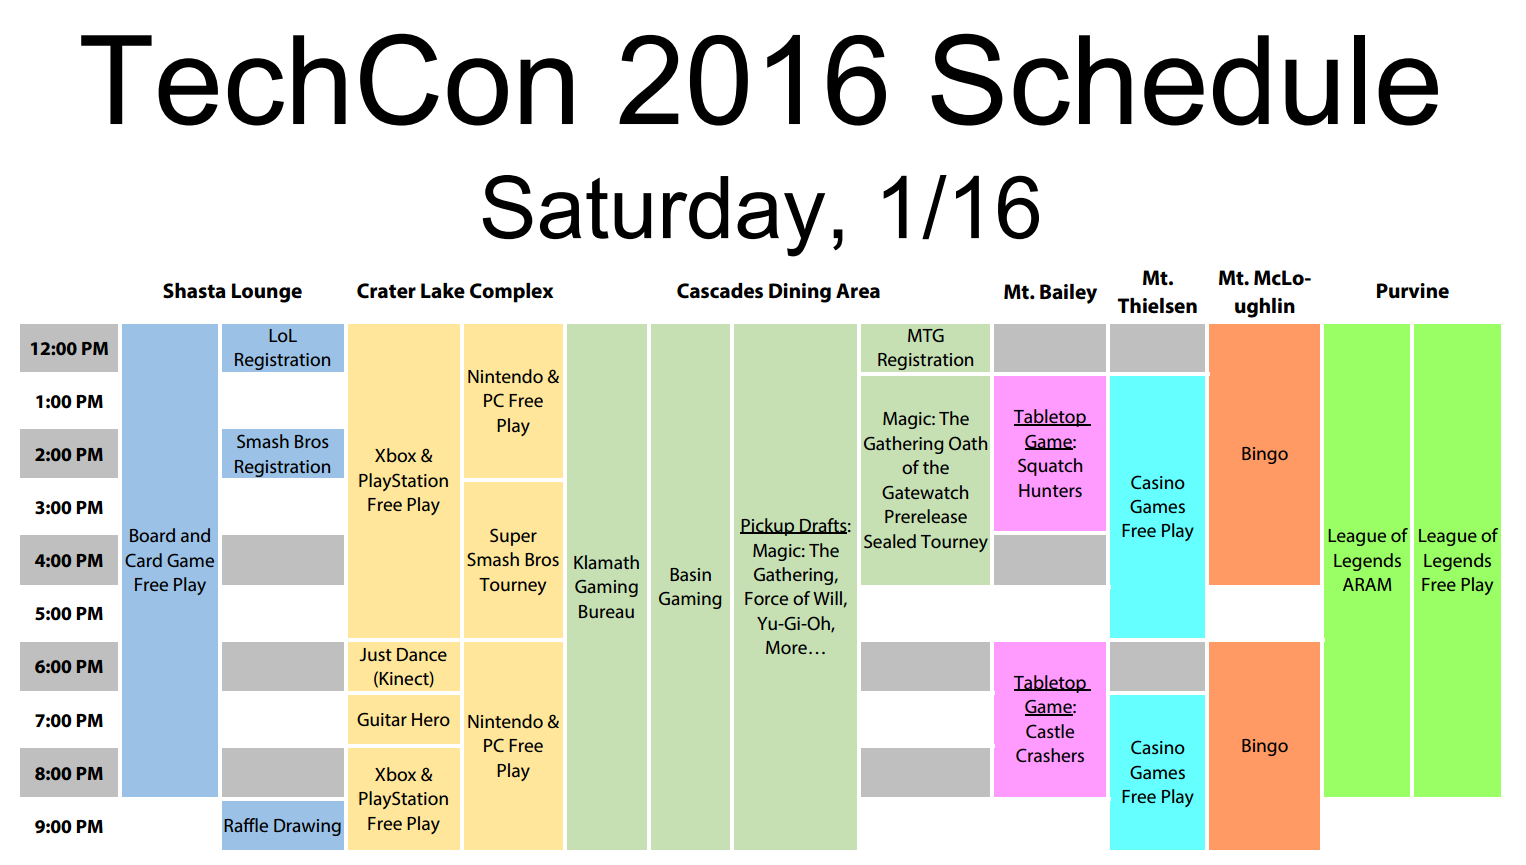 TechCon 2016 Schedule
Saturday, 1/16
Shasta Lounge
Crater Lake Complex
Cascades Dining Area
Mt. Bailey
Mt.
Thielsen
Mt. McLo-
ughlin
Purvine
12:00 PM
1:00 PM
2:00 PM
3:00 PM
4:00 PM
5:00 PM
6:00 PM
7:00 PM
8:00 PM
9:00 PM
Board and
Card Game
Free Play
LoL
Registration
Smash Bros
Registration
Raffle Drawing
Xbox &
PlayStation
Free Play
Just Dance
(Kinect)
Guitar Hero
Xbox &
PlayStation
Free Play
Nintendo &
PC Free
Play
Super
Smash Bros
Tourney
Nintendo &
PC Free
Play
Klamath
Gaming
Bureau
Basin
Gaming
Pickup Drafts:
Magic: The
Gathering,
Force of Will,
Yu-Gi-Oh,
More…
MTG
Registration
Magic: The
Gathering Oath
of the
Gatewatch
Prerelease
Sealed Tourney
Tabletop
Game:
Squatch
Hunters
Tabletop
Game:
Castle
Crashers
Casino
Games
Free Play
Casino
Games
Free Play
Bingo
Bingo
League of
Legends
ARAM
League of
Legends
Free Play